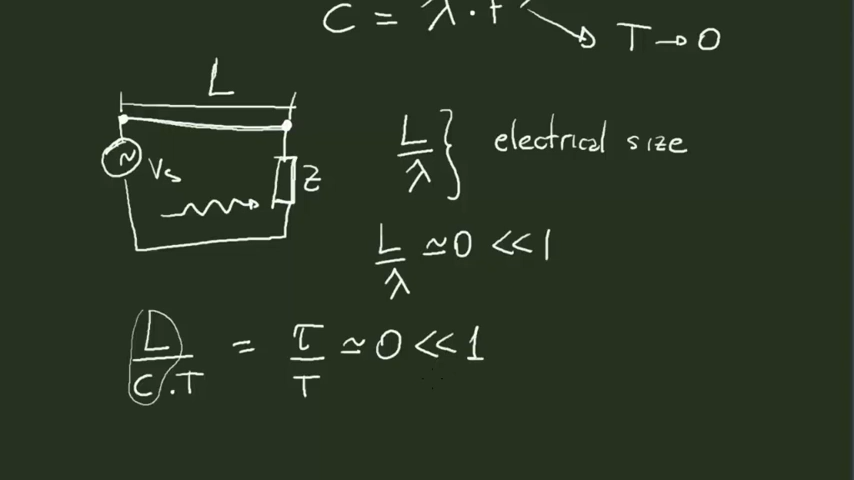 C = λ · f
T → 0
L
L/λ } electrical size
Vs
Z
L/λ ≃ 0 << 1
L/C.T = τ/T ≃ 0 << 1